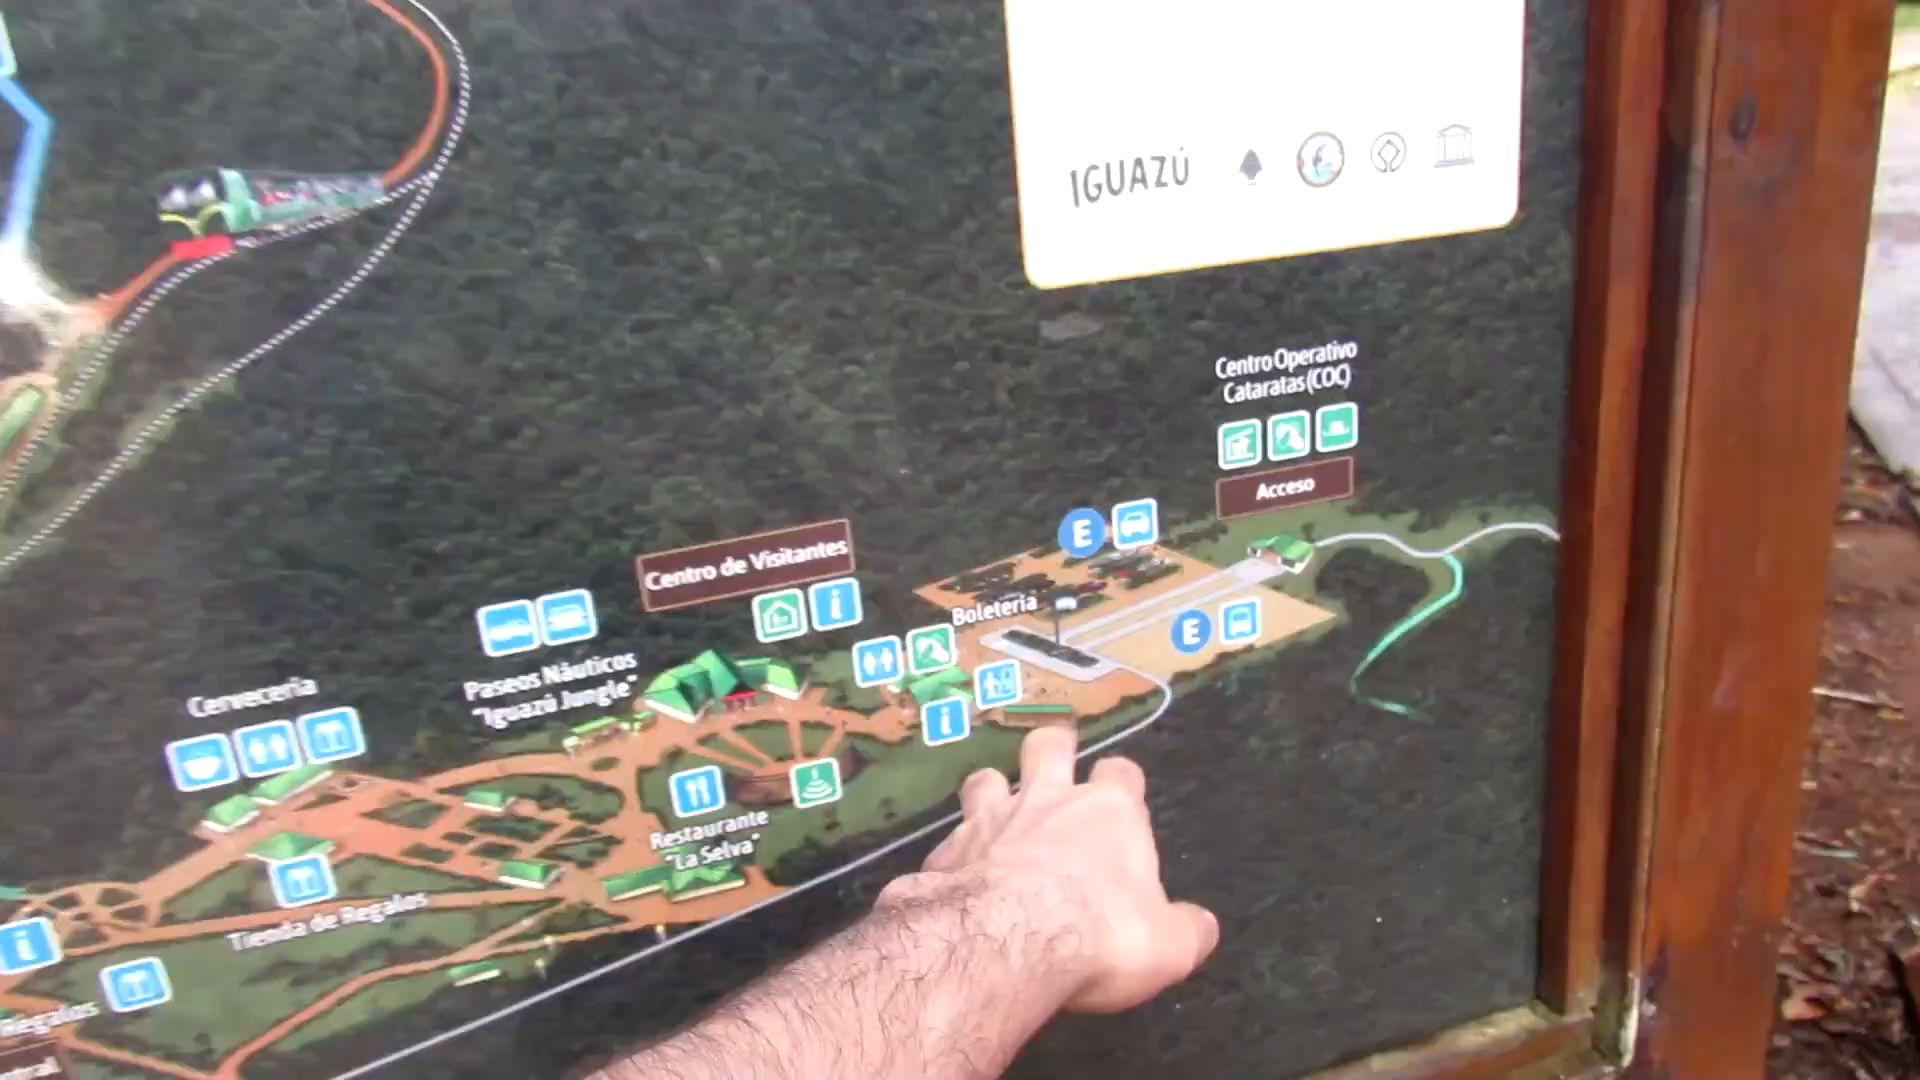 IGUAZÚ
Centro Operativo
Cataratas (COC)
Acceso
E
Centro de Visitantes
i
Boletería
E
Paseos Náuticos
"Iguazú Jungle"
Cervecería
i
Restaurante
"La Selva"
Tienda de Regalos
i
Regalos